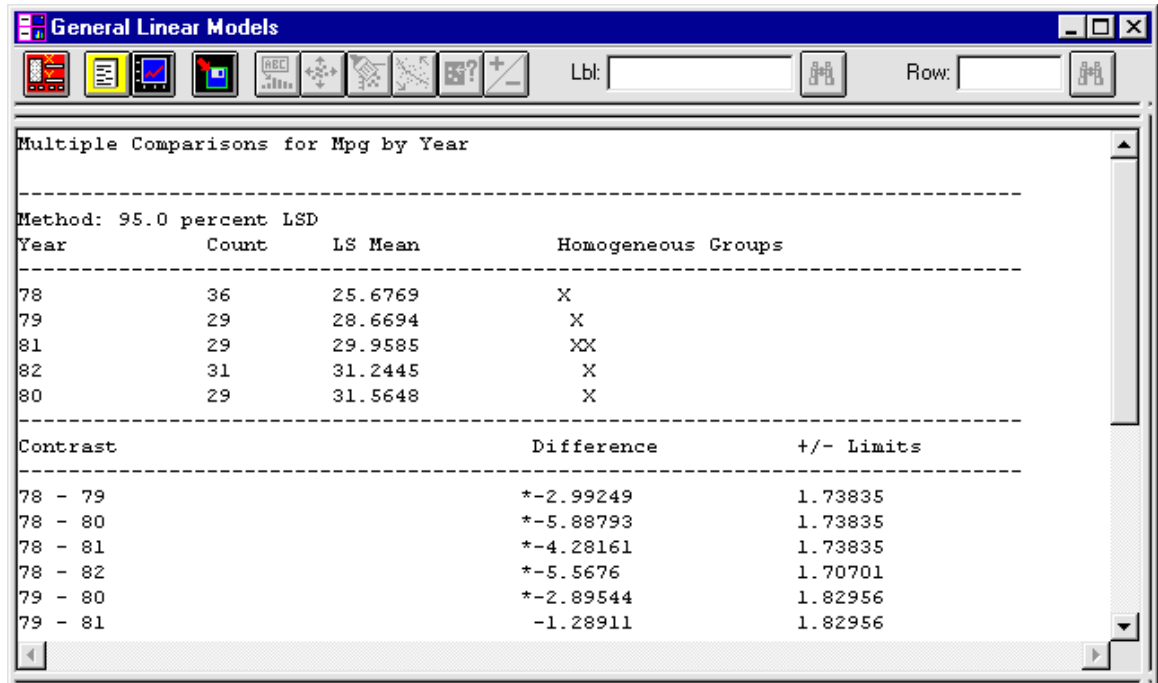 General Linear Models
ABC Lbl: Row:
Multiple Comparisons for Mpg by Year
--------------------------------------------------------------------------------
Method: 95.0 percent LSD
Year Count LS Mean Homogeneous Groups
--------------------------------------------------------------------------------
78 36 25.6769 X
79 29 28.6694 X
81 29 29.9585 XX
82 31 31.2445 X
80 29 31.5648 X
--------------------------------------------------------------------------------
Contrast Difference +/- Limits
--------------------------------------------------------------------------------
78 - 79 *-2.99249 1.73835
78 - 80 *-5.88793 1.73835
78 - 81 *-4.28161 1.73835
78 - 82 *-5.5676 1.70701
79 - 80 *-2.89544 1.82956
79 - 81 -1.28911 1.82956